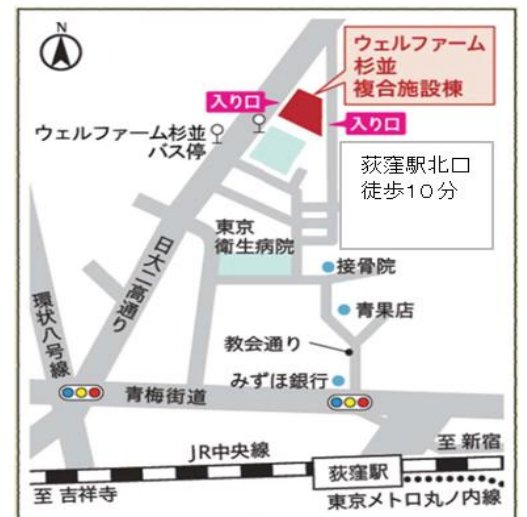 N
ウェルファーム
杉並
複合施設棟
入り口
入り口
ウェルファーム杉並
バス停
荻窪駅北口
徒歩10分
東京
衛生病院
日大二高通り
接骨院
環状八号線
青果店
教会通り
みずほ銀行
青梅街道
JR中央線
至 新宿
荻窪駅
至 吉祥寺
東京メトロ丸ノ内線